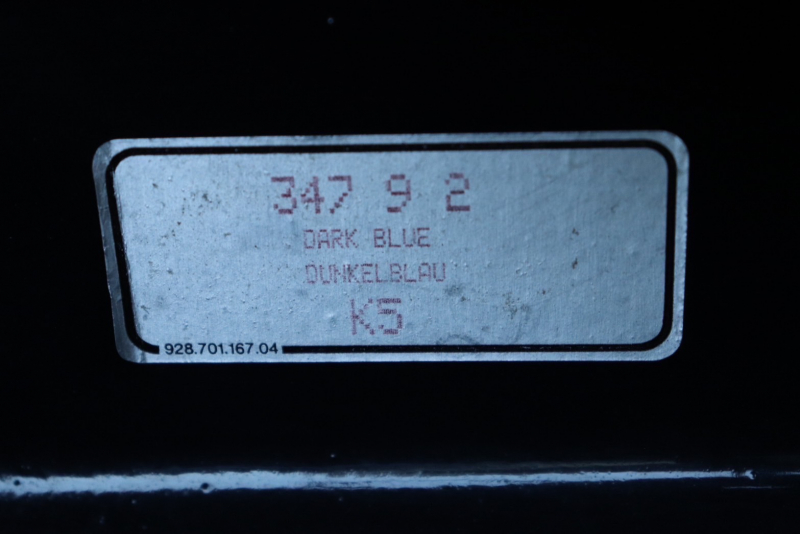 347 9 2
DARK BLUE
DUNKELBLAU
K5
928.701.167.04